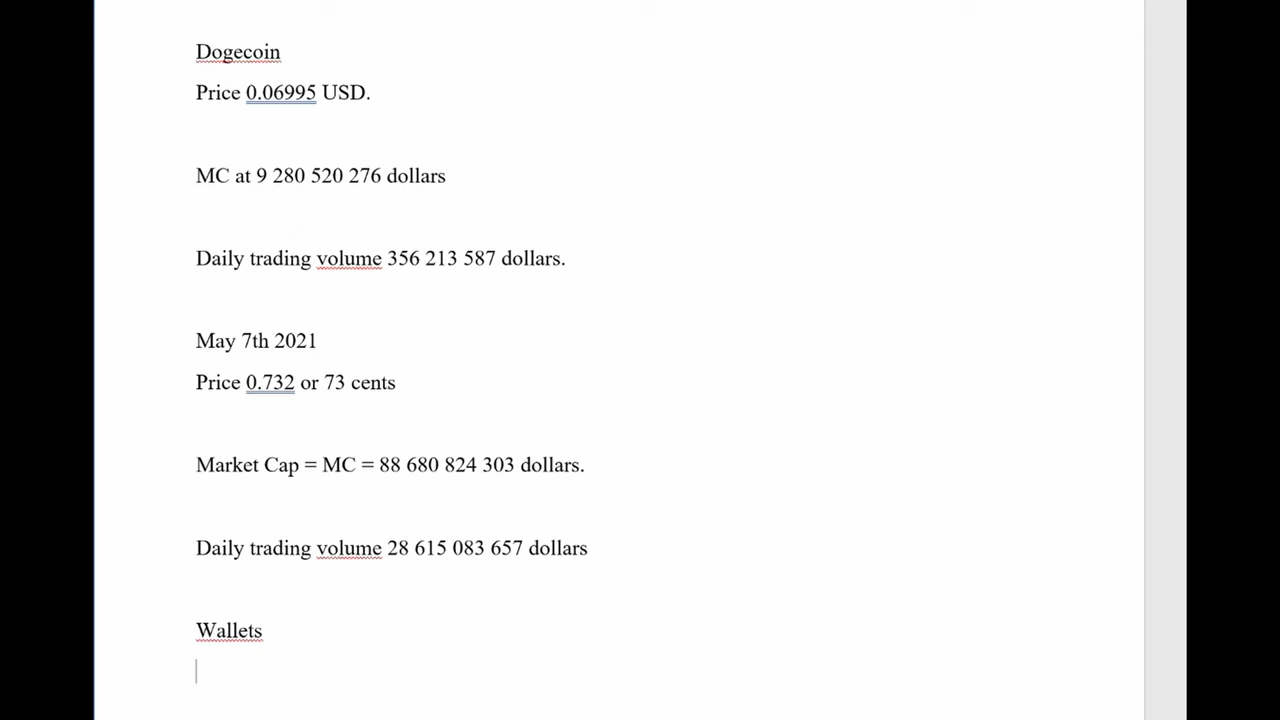 Dogecoin
Price 0.06995 USD.
MC at 9 280 520 276 dollars
Daily trading volume 356 213 587 dollars.
May 7th 2021
Price 0.732 or 73 cents
Market Cap = MC = 88 680 824 303 dollars.
Daily trading volume 28 615 083 657 dollars
Wallets